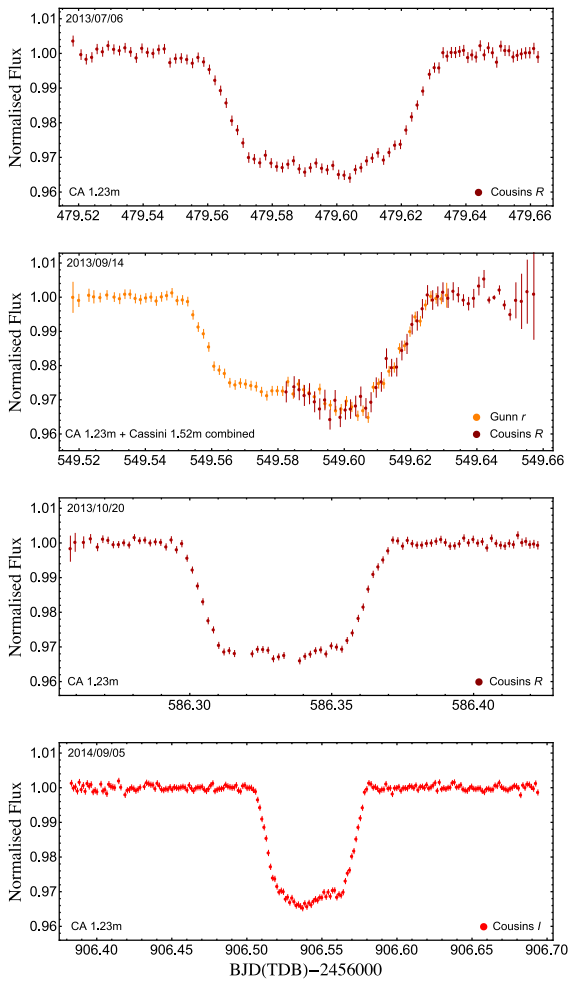 2013/07/06
1.00
0.99
0.98
0.97
0.96
Normalised Flux
CA 1.23m
Cousins R
479.52 479.54 479.56 479.58 479.60 479.62 479.64 479.66
2013/09/14
1.01
1.00
0.99
0.98
0.97
0.96
Normalised Flux
Gunn r
CA 1.23m + Cassini 1.52m combined
Cousins R
549.52 549.54 549.56 549.58 549.60 549.62 549.64 549.66
2013/10/20
1.01
1.00
0.99
0.98
0.97
0.96
Normalised Flux
CA 1.23m
Cousins R
586.30 586.35 586.40
2014/09/05
1.01
1.00
0.99
0.98
0.97
0.96
Normalised Flux
CA 1.23m
Cousins I
906.40 906.45 906.50 906.55 906.60 906.65 906.70
BJD(TDB)−2456000